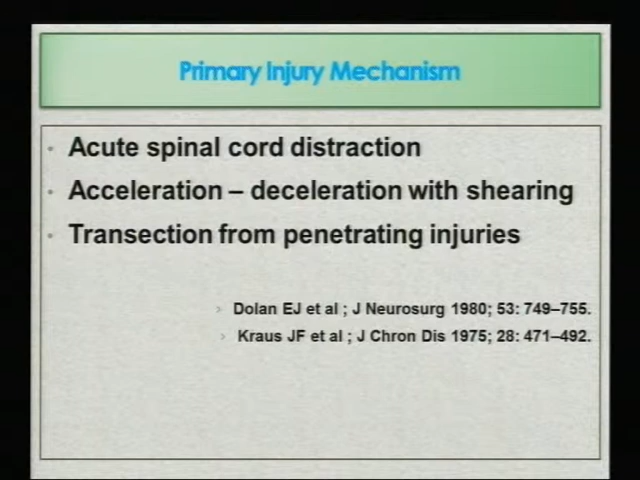 Primary Injury Mechanism
Acute spinal cord distraction
Acceleration – deceleration with shearing
Transection from penetrating injuries
Dolan EJ et al ; J Neurosurg 1980; 53: 749–755.
Kraus JF et al ; J Chron Dis 1975; 28: 471–492.